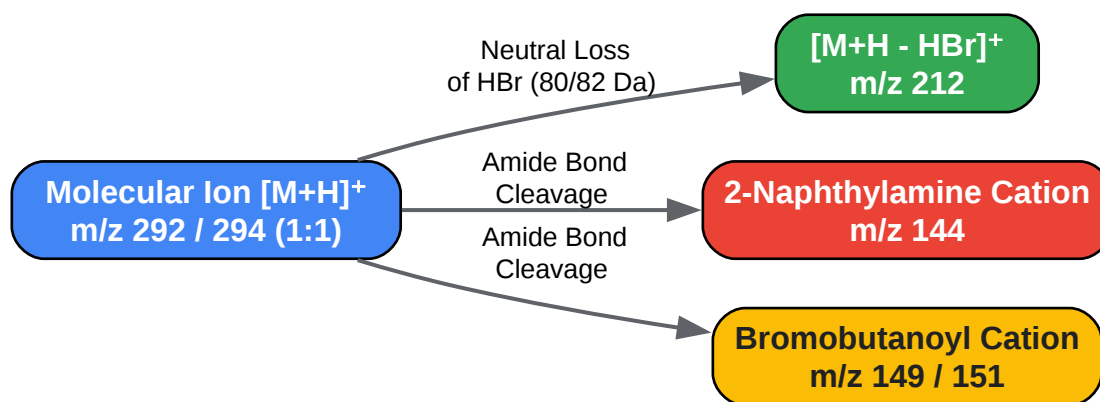 Neutral Loss
of HBr (80/82 Da)
[M+H - HBr]⁺
m/z 212
Molecular Ion [M+H]⁺
m/z 292 / 294 (1:1)
Amide Bond
Cleavage
2-Naphthylamine Cation
m/z 144
Amide Bond
Cleavage
Bromobutanoyl Cation
m/z 149 / 151